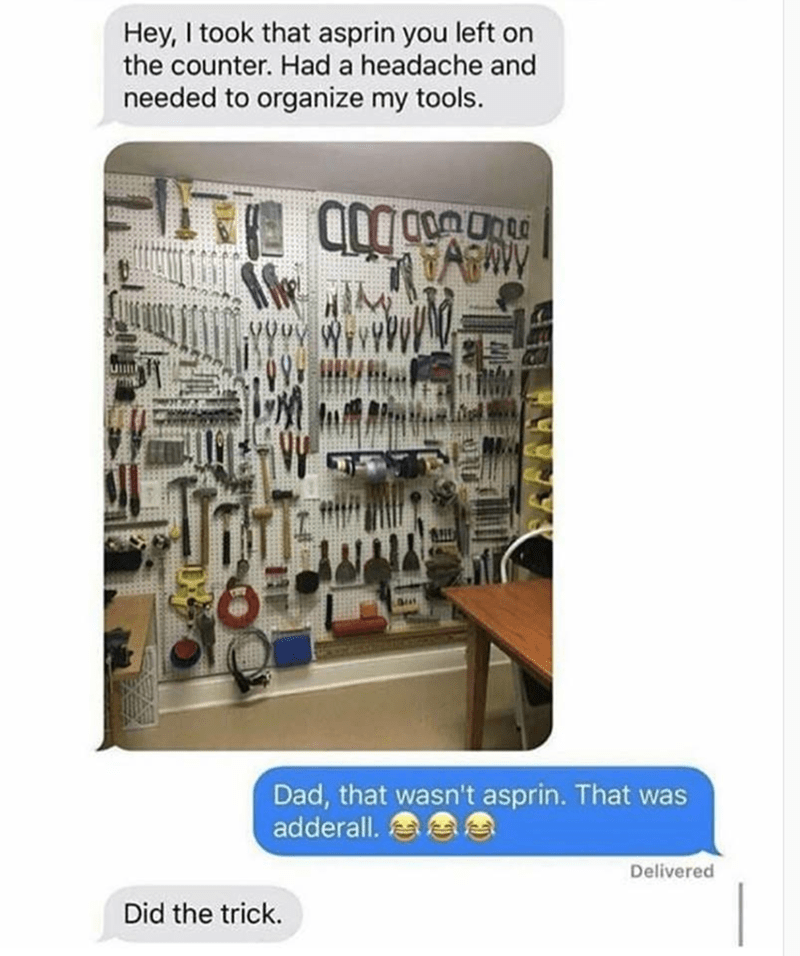 Hey, I took that asprin you left on
the counter. Had a headache and
needed to organize my tools.
Dad, that wasn't asprin. That was
adderall. 😂😂😂
Delivered
Did the trick.